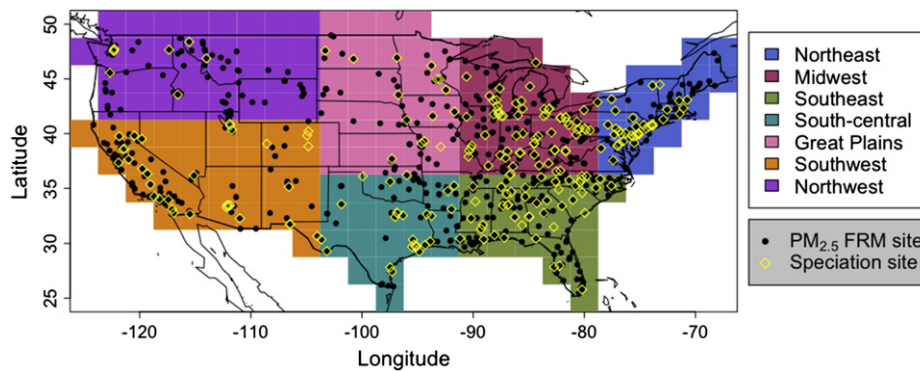 50
45
40
35
30
25
Latitude
-120 -110 -100 -90 -80 -70
Longitude
Northeast
Midwest
Southeast
South-central
Great Plains
Southwest
Northwest
PM2.5 FRM site
Speciation site